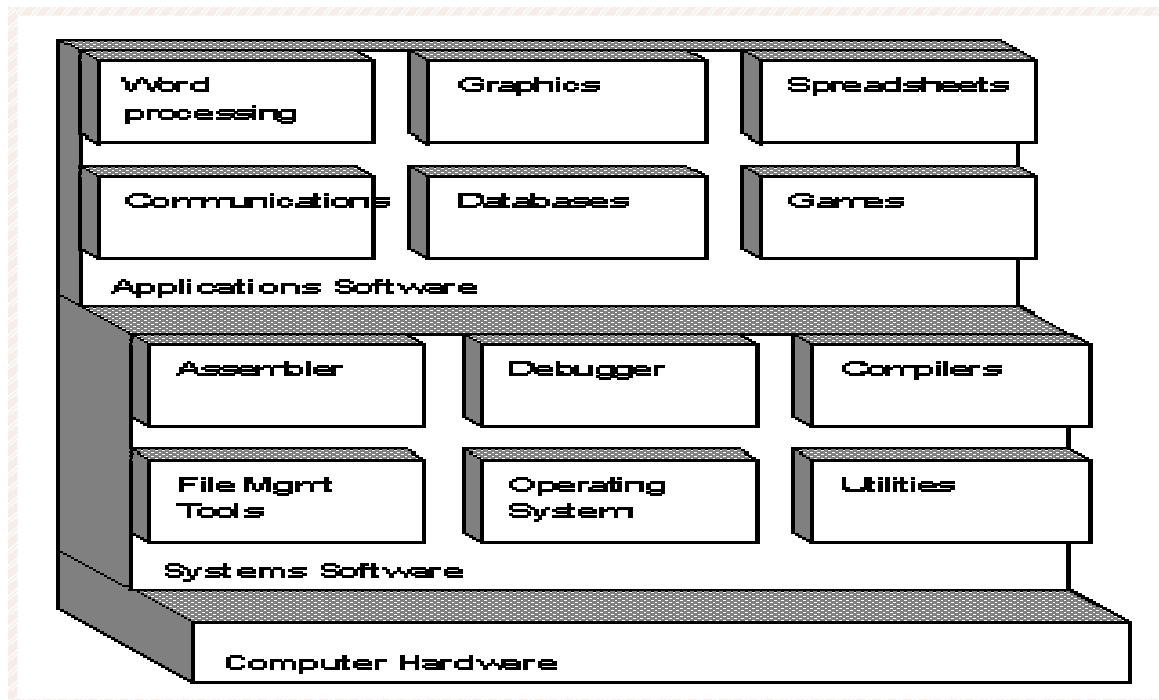 Word
processing
Graphics
Spreadsheets
Communications
Databases
Games
Applications Software
Assembler
Debugger
Compilers
File Mgmt
Tools
Operating
System
Utilities
Systems Software
Computer Hardware